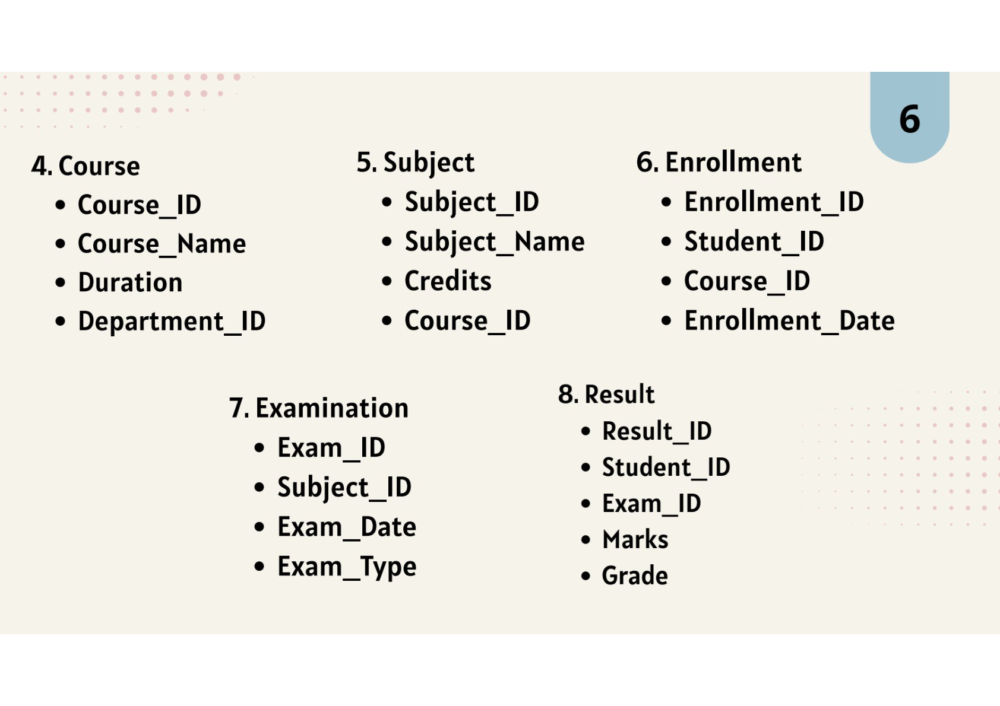 6
4. Course
• Course_ID
• Course_Name
• Duration
• Department_ID
5. Subject
• Subject_ID
• Subject_Name
• Credits
• Course_ID
6. Enrollment
• Enrollment_ID
• Student_ID
• Course_ID
• Enrollment_Date
7. Examination
• Exam_ID
• Subject_ID
• Exam_Date
• Exam_Type
8. Result
• Result_ID
• Student_ID
• Exam_ID
• Marks
• Grade